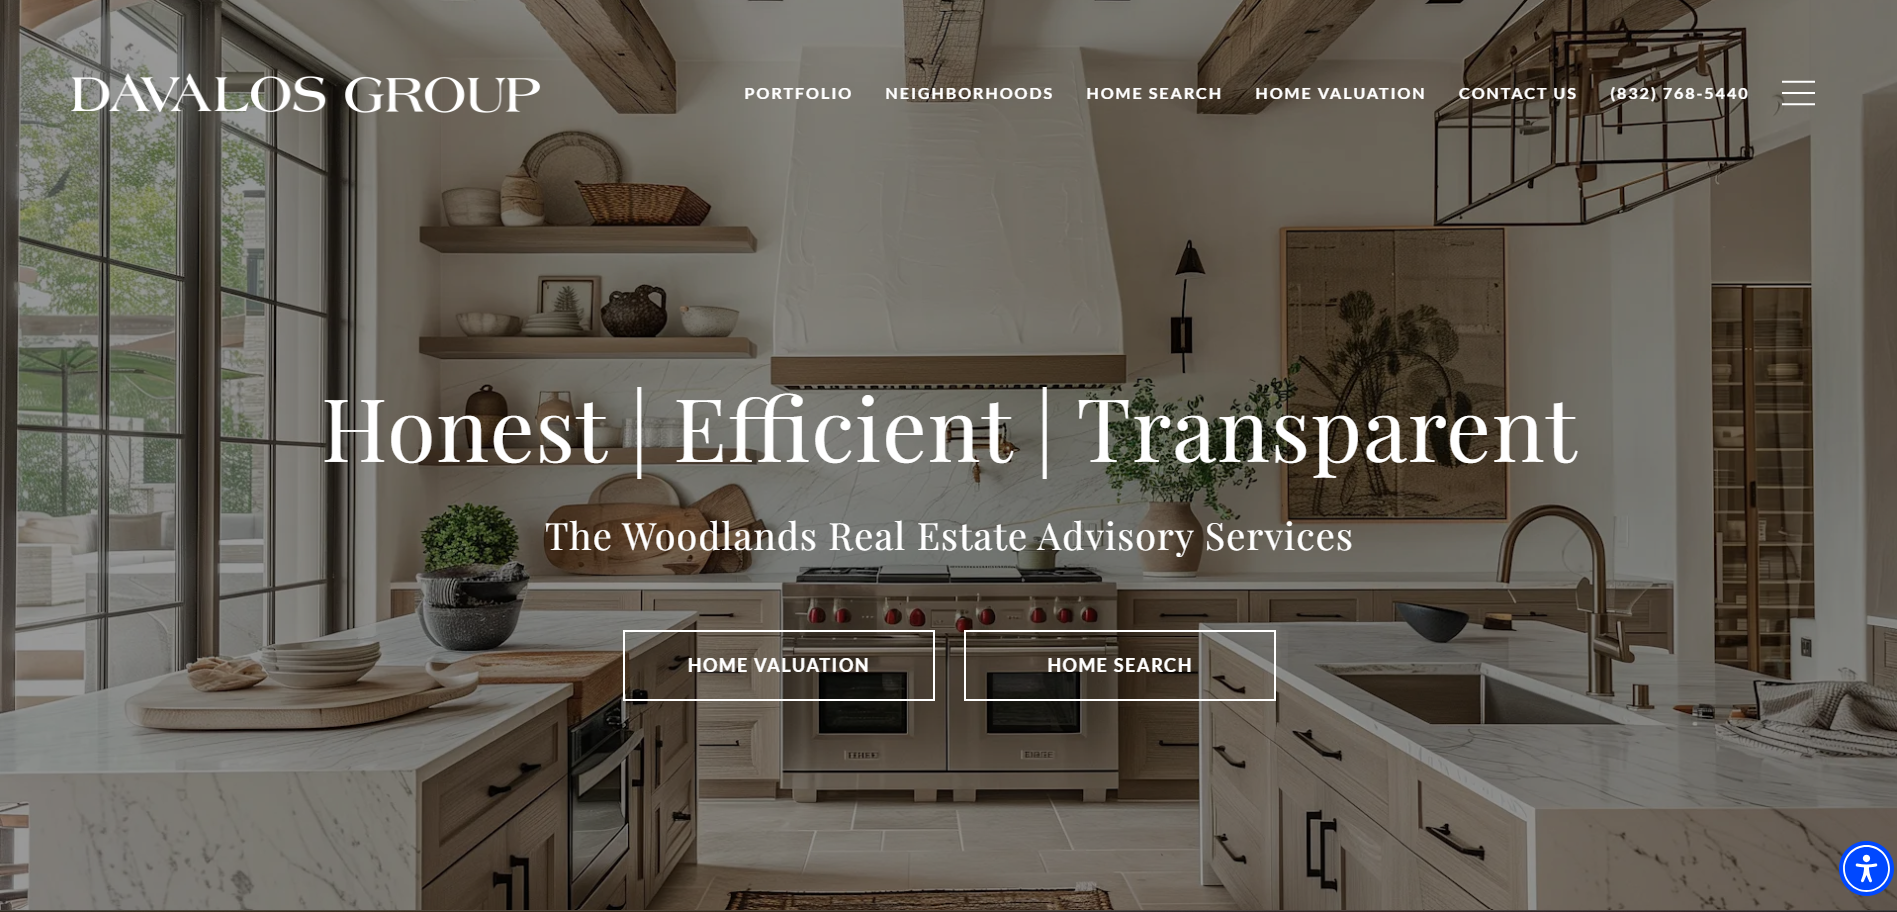 DAVALOS GROUP
PORTFOLIO NEIGHBORHOODS HOME SEARCH HOME VALUATION CONTACT US (832) 768-5440
Honest | Efficient | Transparent
The Woodlands Real Estate Advisory Services
HOME VALUATION HOME SEARCH